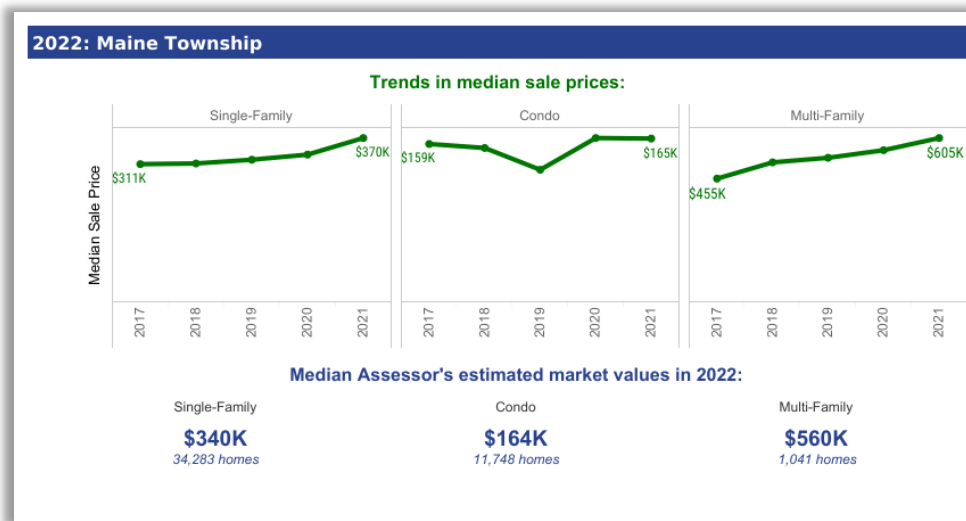 2022: Maine Township
Trends in median sale prices:
Single-Family Condo Multi-Family
Median Sale Price
$311K $370K $159K $165K $455K $605K
2017 2018 2019 2020 2021 2017 2018 2019 2020 2021 2017 2018 2019 2020 2021
Median Assessor's estimated market values in 2022:
Single-Family Condo Multi-Family
$340K $164K $560K
34,283 homes 11,748 homes 1,041 homes